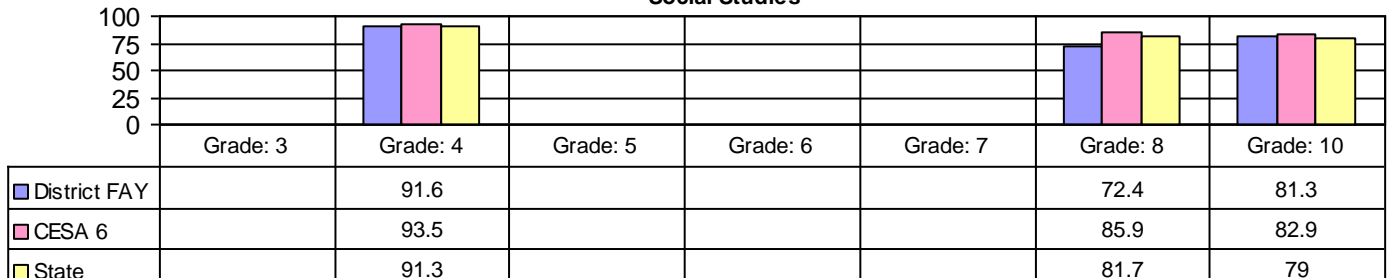 Social Studies
100
75
50
25
0
Grade: 3 Grade: 4 Grade: 5 Grade: 6 Grade: 7 Grade: 8 Grade: 10
District FAY 91.6 72.4 81.3
CESA 6 93.5 85.9 82.9
State 91.3 81.7 79